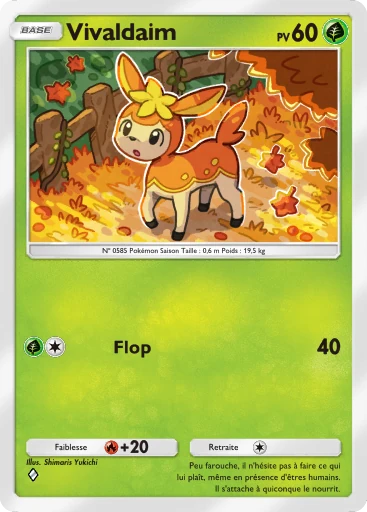 BASE Vivaldaim PV 60
N° 0585 Pokémon Saison Taille : 0,6 m Poids : 19,5 kg
Flop 40
Faiblesse +20 Retraite
Illus. Shimaris Yukichi
Peu farouche, il n'hésite pas à faire ce qui
lui plaît, même en présence d'êtres humains.
Il s'attache à quiconque le nourrit.